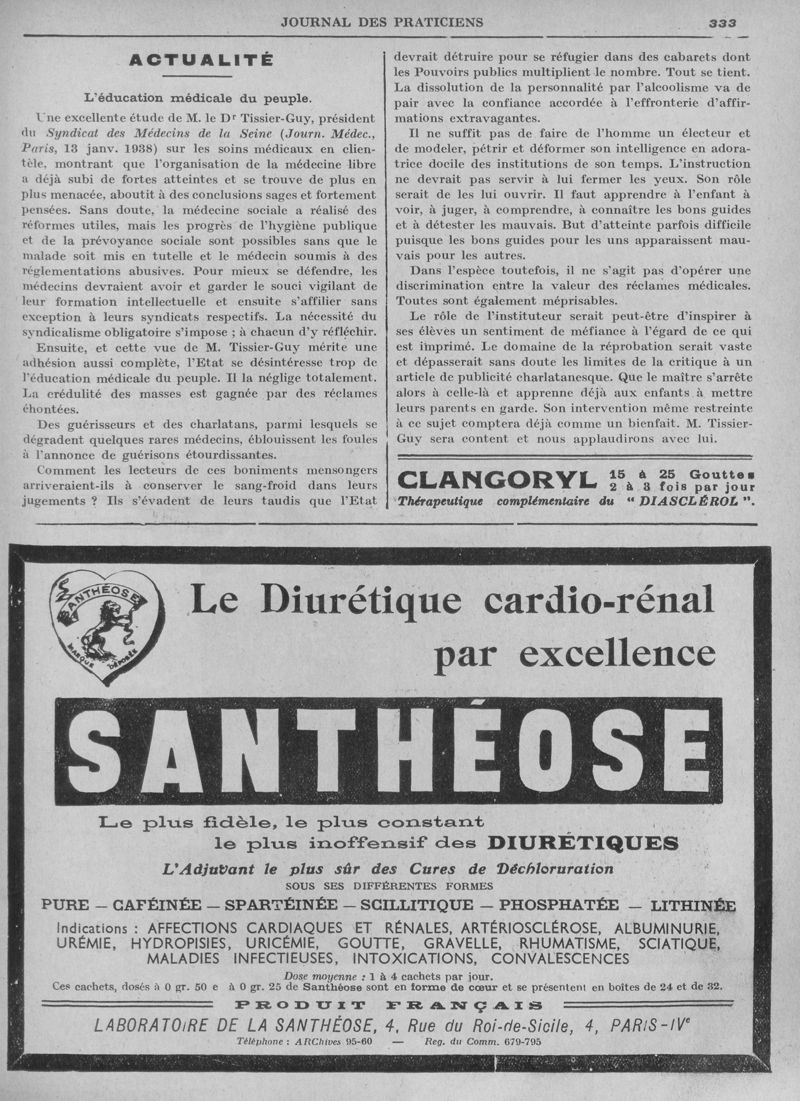 JOURNAL DES PRATICIENS 333
ACTUALITÉ
L'éducation médicale du peuple.
Une excellente étude de M. le Dr Tissier-Guy, président
du Syndicat des Médecins de la Seine (Journ. Médec.,
Paris, 13 janv. 1938) sur les soins médicaux en clien-
tèle, montrant que l'organisation de la médecine libre
a déjà subi de fortes atteintes et se trouve de plus en
plus menacée, aboutit à des conclusions sages et fortement
pensées. Sans doute, la médecine sociale a réalisé des
réformes utiles, mais les progrès de l'hygiène publique
et de la prévoyance sociale sont possibles sans que le
malade soit mis en tutelle et le médecin soumis à des
réglementations abusives. Pour mieux se défendre, les
médecins devraient avoir et garder le souci vigilant de
leur formation intellectuelle et ensuite s'affilier sans
exception à leurs syndicats respectifs. La nécessité du
syndicalisme obligatoire s'impose ; à chacun d'y réfléchir.
Ensuite, et cette vue de M. Tissier-Guy mérite une
adhésion aussi complète, l'Etat se désintéresse trop de
l'éducation médicale du peuple. Il la néglige totalement.
La crédulité des masses est gagnée par des réclames
éhontées.
Des guérisseurs et des charlatans, parmi lesquels se
dégradent quelques rares médecins, éblouissent les foules
à l'annonce de guérisons étourdissantes.
Comment les lecteurs de ces boniments mensongers
arriveraient-ils à conserver le sang-froid dans leurs
jugements ? Ils s'évadent de leurs taudis que l'Etat
devrait détruire pour se réfugier dans des cabarets dont
les Pouvoirs publics multiplient le nombre. Tout se tient.
La dissolution de la personnalité par l'alcoolisme va de
pair avec la confiance accordée à l'effronterie d'affir-
mations extravagantes.
Il ne suffit pas de faire de l'homme un électeur et
de modeler, pétrir et déformer son intelligence en adora-
trice docile des institutions de son temps. L'instruction
ne devrait pas servir à lui fermer les yeux. Son rôle
serait de les lui ouvrir. Il faut apprendre à l'enfant à
voir, à juger, à comprendre, à connaître les bons guides
et à détester les mauvais. But d'atteinte parfois difficile
puisque les bons guides pour les uns apparaissent mau-
vais pour les autres.
Dans l'espèce toutefois, il ne s'agit pas d'opérer une
discrimination entre la valeur des réclames médicales.
Toutes sont également méprisables.
Le rôle de l'instituteur serait peut-être d'inspirer à
ses élèves un sentiment de méfiance à l'égard de ce qui
est imprimé. Le domaine de la réprobation serait vaste
et dépasserait sans doute les limites de la critique à un
article de publicité charlatanesque. Que le maître s'arrête
alors à celle-là et apprenne déjà aux enfants à mettre
leurs parents en garde. Son intervention même restreinte
à ce sujet comptera déjà comme un bienfait. M. Tissier-
Guy sera content et nous applaudirons avec lui.
CLANGORYL 15 à 25 Gouttes
2 à 3 fois par jour
Thérapeutique complémentaire du " DIASCLÉROL ".
SANTHÉOSE
MARQUE DÉPOSÉE
Le Diurétique cardio-rénal
par excellence
SANTHÉOSE
Le plus fidèle, le plus constant
le plus inoffensif des DIURÉTIQUES
L'Adjuvant le plus sûr des Cures de Déchloruration
SOUS SES DIFFÉRENTES FORMES
PURE — CAFÉINÉE — SPARTÉINÉE — SCILLITIQUE — PHOSPHATÉE — LITHINÉE
Indications : AFFECTIONS CARDIAQUES ET RÉNALES, ARTÉRIOSCLÉROSE, ALBUMINURIE,
URÉMIE, HYDROPISIES, URICÉMIE, GOUTTE, GRAVELLE, RHUMATISME, SCIATIQUE,
MALADIES INFECTIEUSES, INTOXICATIONS, CONVALESCENCES
Dose moyenne : 1 à 4 cachets par jour.
Ces cachets, dosés à 0 gr. 50 e à 0 gr. 25 de Santhéose sont en forme de cœur et se présentent en boîtes de 24 et de 32.
PRODUIT FRANÇAIS
LABORATOIRE DE LA SANTHÉOSE, 4, Rue du Roi-de-Sicile, 4, PARIS-IVe
Téléphone : ARChives 95-60 — Reg. du Comm. 679-795